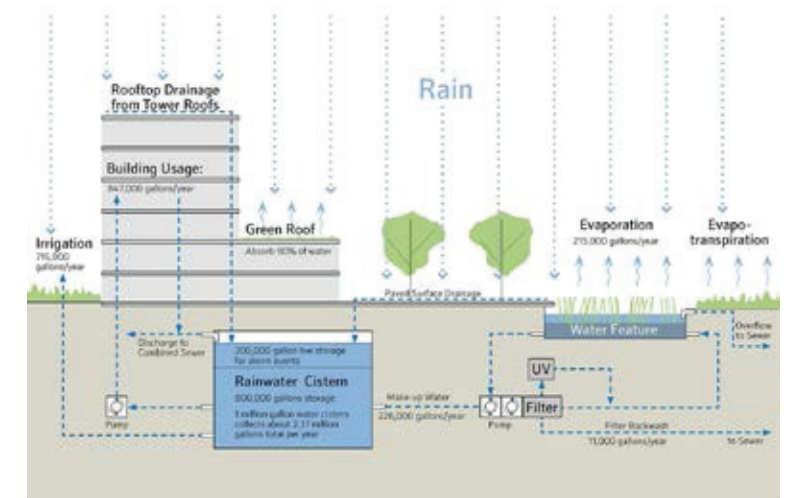 Rain
Rooftop Drainage
from Tower Roofs
Building Usage:
847,000 gallons/year
Green Roof
Absorb 90% of water
Irrigation
gallons/year
Evaporation
215,000 gallons/year
Evapo-
transpiration
Paved Surface Drainage
Water Feature
Overflow
to Sewer
Discharge to
Combined Sewer
200,000 gallon live storage
for storm events
Rainwater Cistern
800,000 gallons storage:
1 million gallon water cistern
collects about 2.17 million
gallons total per year
Pump
Make-up Water
226,000 gallons/year
UV
Filter
Pump
Filter Backwash
11,000 gallons/year
to Sewer